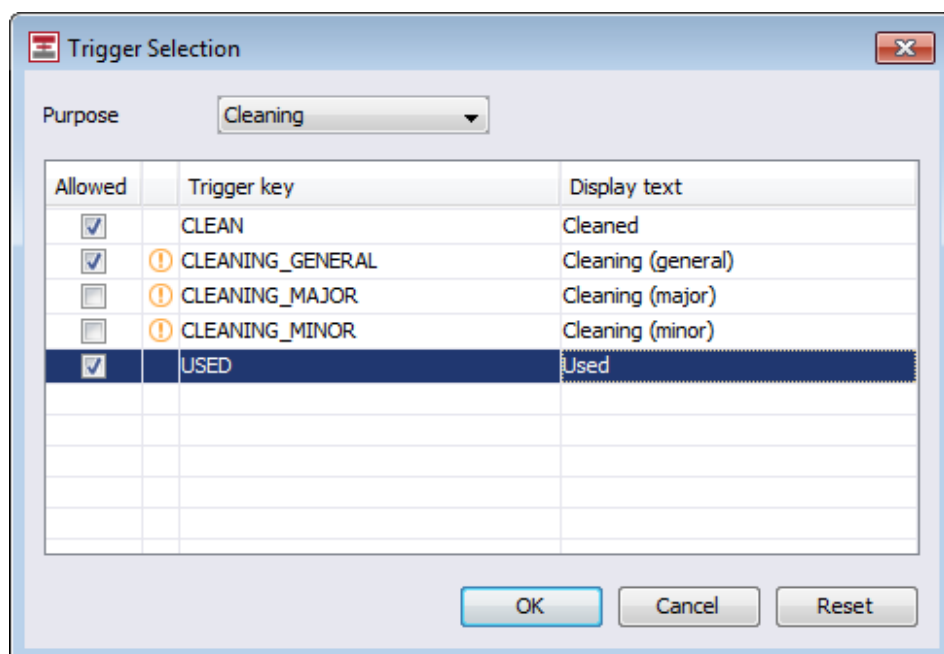 Trigger Selection
Purpose Cleaning
Allowed Trigger key Display text
CLEAN Cleaned
CLEANING_GENERAL Cleaning (general)
CLEANING_MAJOR Cleaning (major)
CLEANING_MINOR Cleaning (minor)
USED Used
OK Cancel Reset